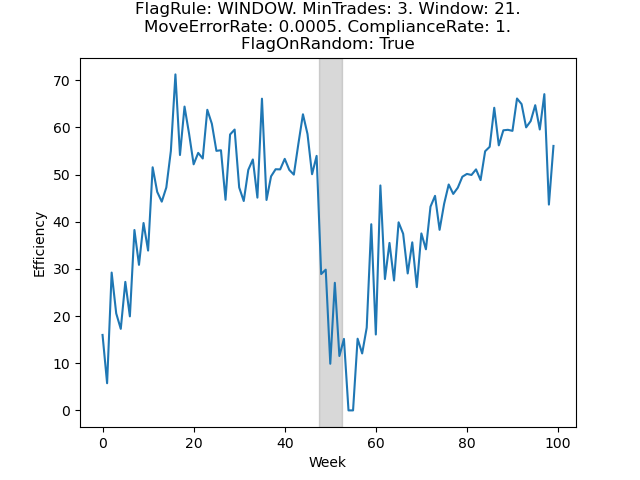 FlagRule: WINDOW. MinTrades: 3. Window: 21.
MoveErrorRate: 0.0005. ComplianceRate: 1.
FlagOnRandom: True
70
60
50
40
30
20
10
0
Efficiency
0 20 40 60 80 100
Week